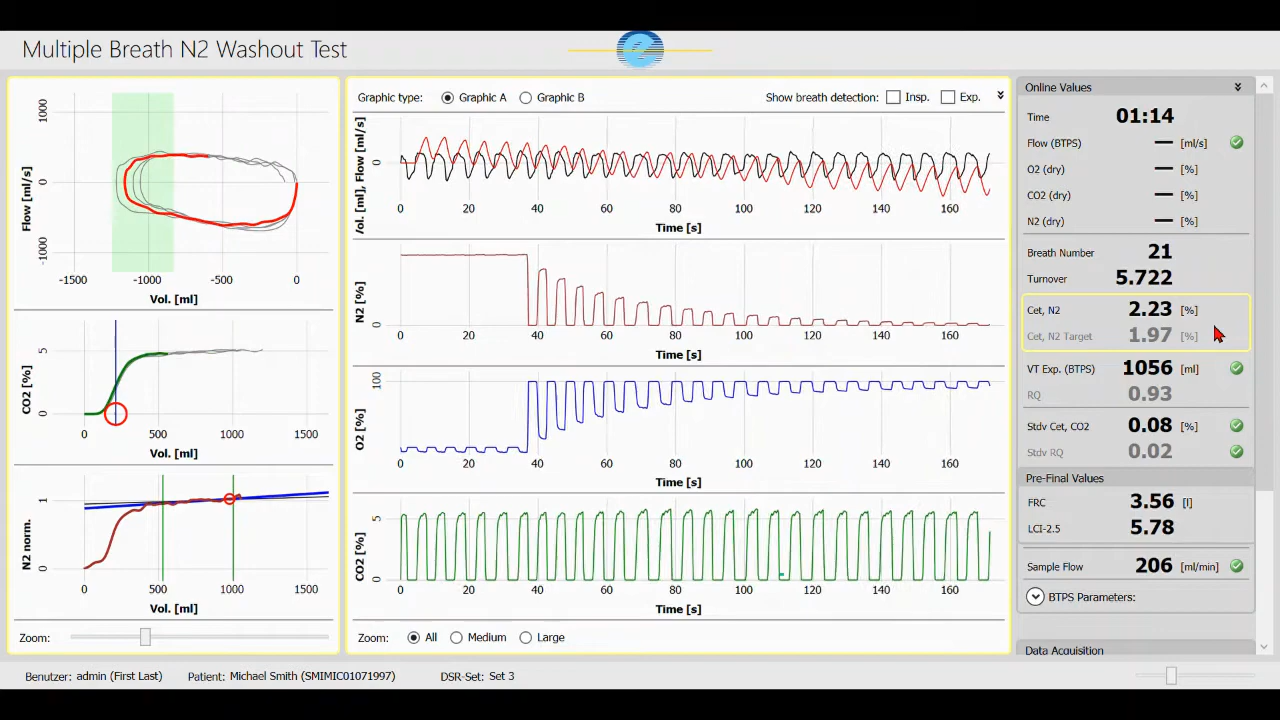 Multiple Breath N2 Washout Test
Flow [ml/s]
1000
0
-1000
-1500 -1000 -500 0
Vol. [ml]
CO2 [%]
5
0
0 500 1000 1500
Vol. [ml]
N2 norm.
1
0
0 500 1000 1500
Vol. [ml]
Zoom:
Graphic type: Graphic A Graphic B Show breath detection: Insp. Exp.
/ol. [ml], Flow [ml/s]
0
0 20 40 60 80 100 120 140 160
Time [s]
N2 [%]
0
0 20 40 60 80 100 120 140 160
Time [s]
O2 [%]
100
0 20 40 60 80 100 120 140 160
Time [s]
CO2 [%]
5
0
0 20 40 60 80 100 120 140 160
Time [s]
Zoom: All Medium Large
Online Values
Time 01:14
Flow (BTPS) — [ml/s]
O2 (dry) — [%]
CO2 (dry) — [%]
N2 (dry) — [%]
Breath Number 21
Turnover 5.722
Cet, N2 2.23 [%]
Cet, N2 Target 1.97 [%]
VT Exp. (BTPS) 1056 [ml]
RQ 0.93
Stdv Cet, CO2 0.08 [%]
Stdv RQ 0.02
Pre-Final Values
FRC 3.56 [l]
LCI-2.5 5.78
Sample Flow 206 [ml/min]
BTPS Parameters:
Data Acquisition
Benutzer: admin (First Last) Patient: Michael Smith (SMIMIC01071997) DSR-Set: Set 3